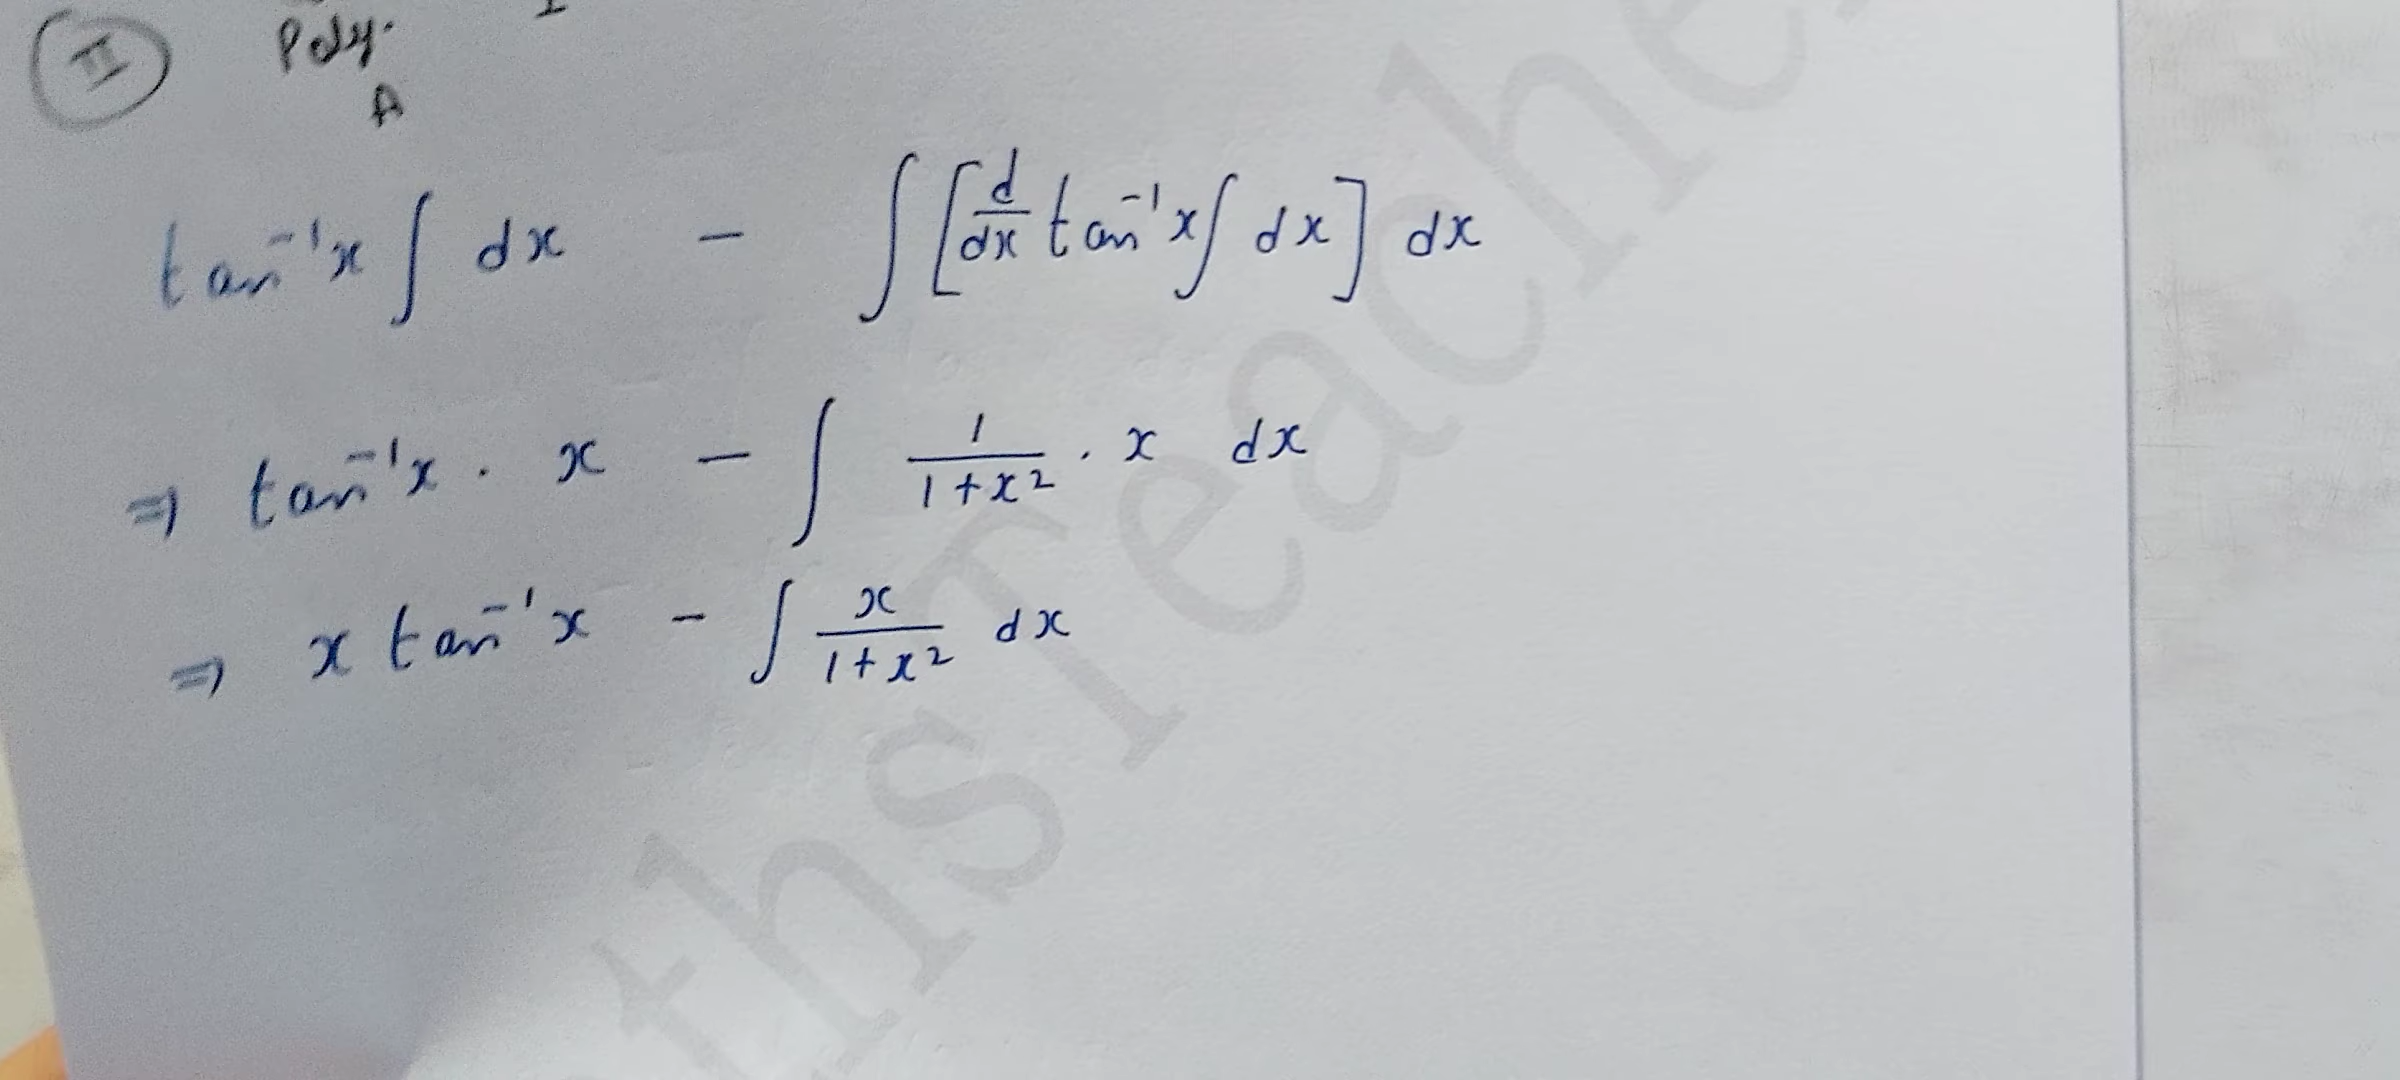 II Poly.
A
tan⁻¹x ∫ dx - ∫ [d/dx tan⁻¹x ∫ dx] dx
⇒ tan⁻¹x . x - ∫ 1/(1+x²) . x dx
⇒ x tan⁻¹x - ∫ x/(1+x²) dx